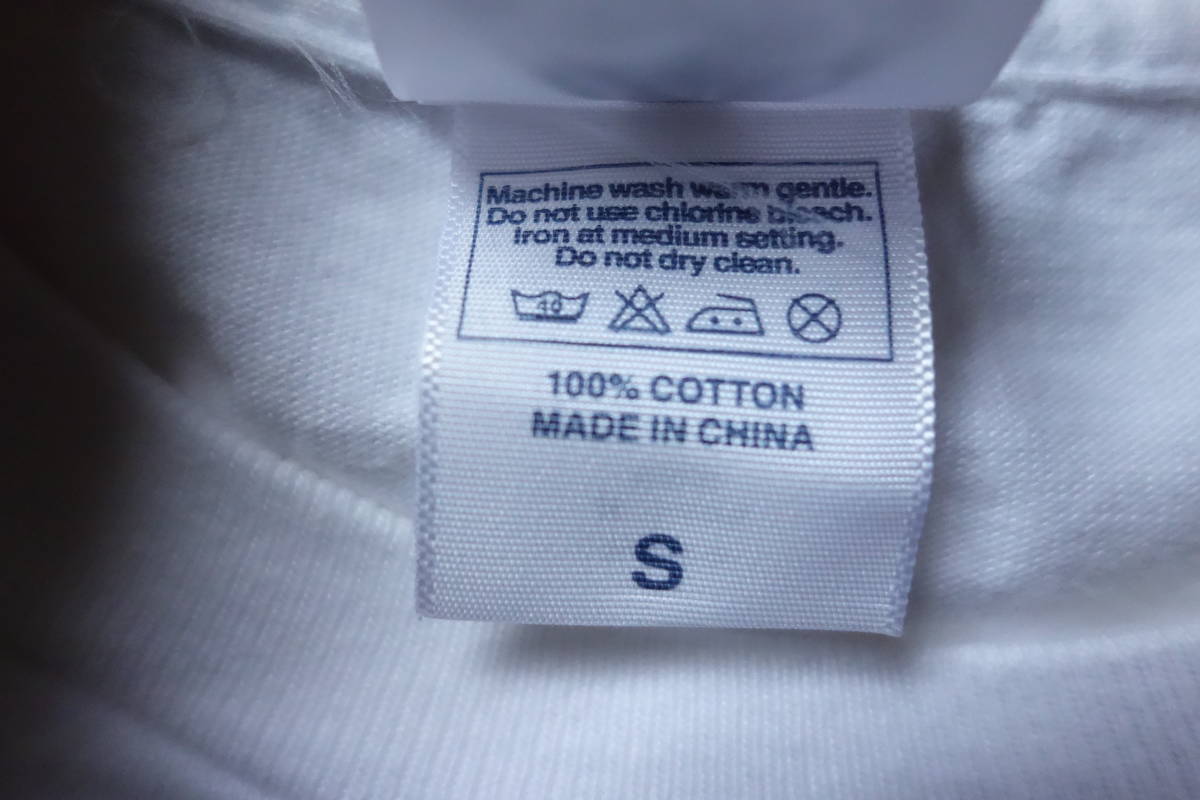 Machine wash warm gentle.
Do not use chlorine bleach.
Iron at medium setting.
Do not dry clean.
40
100% COTTON
MADE IN CHINA
S